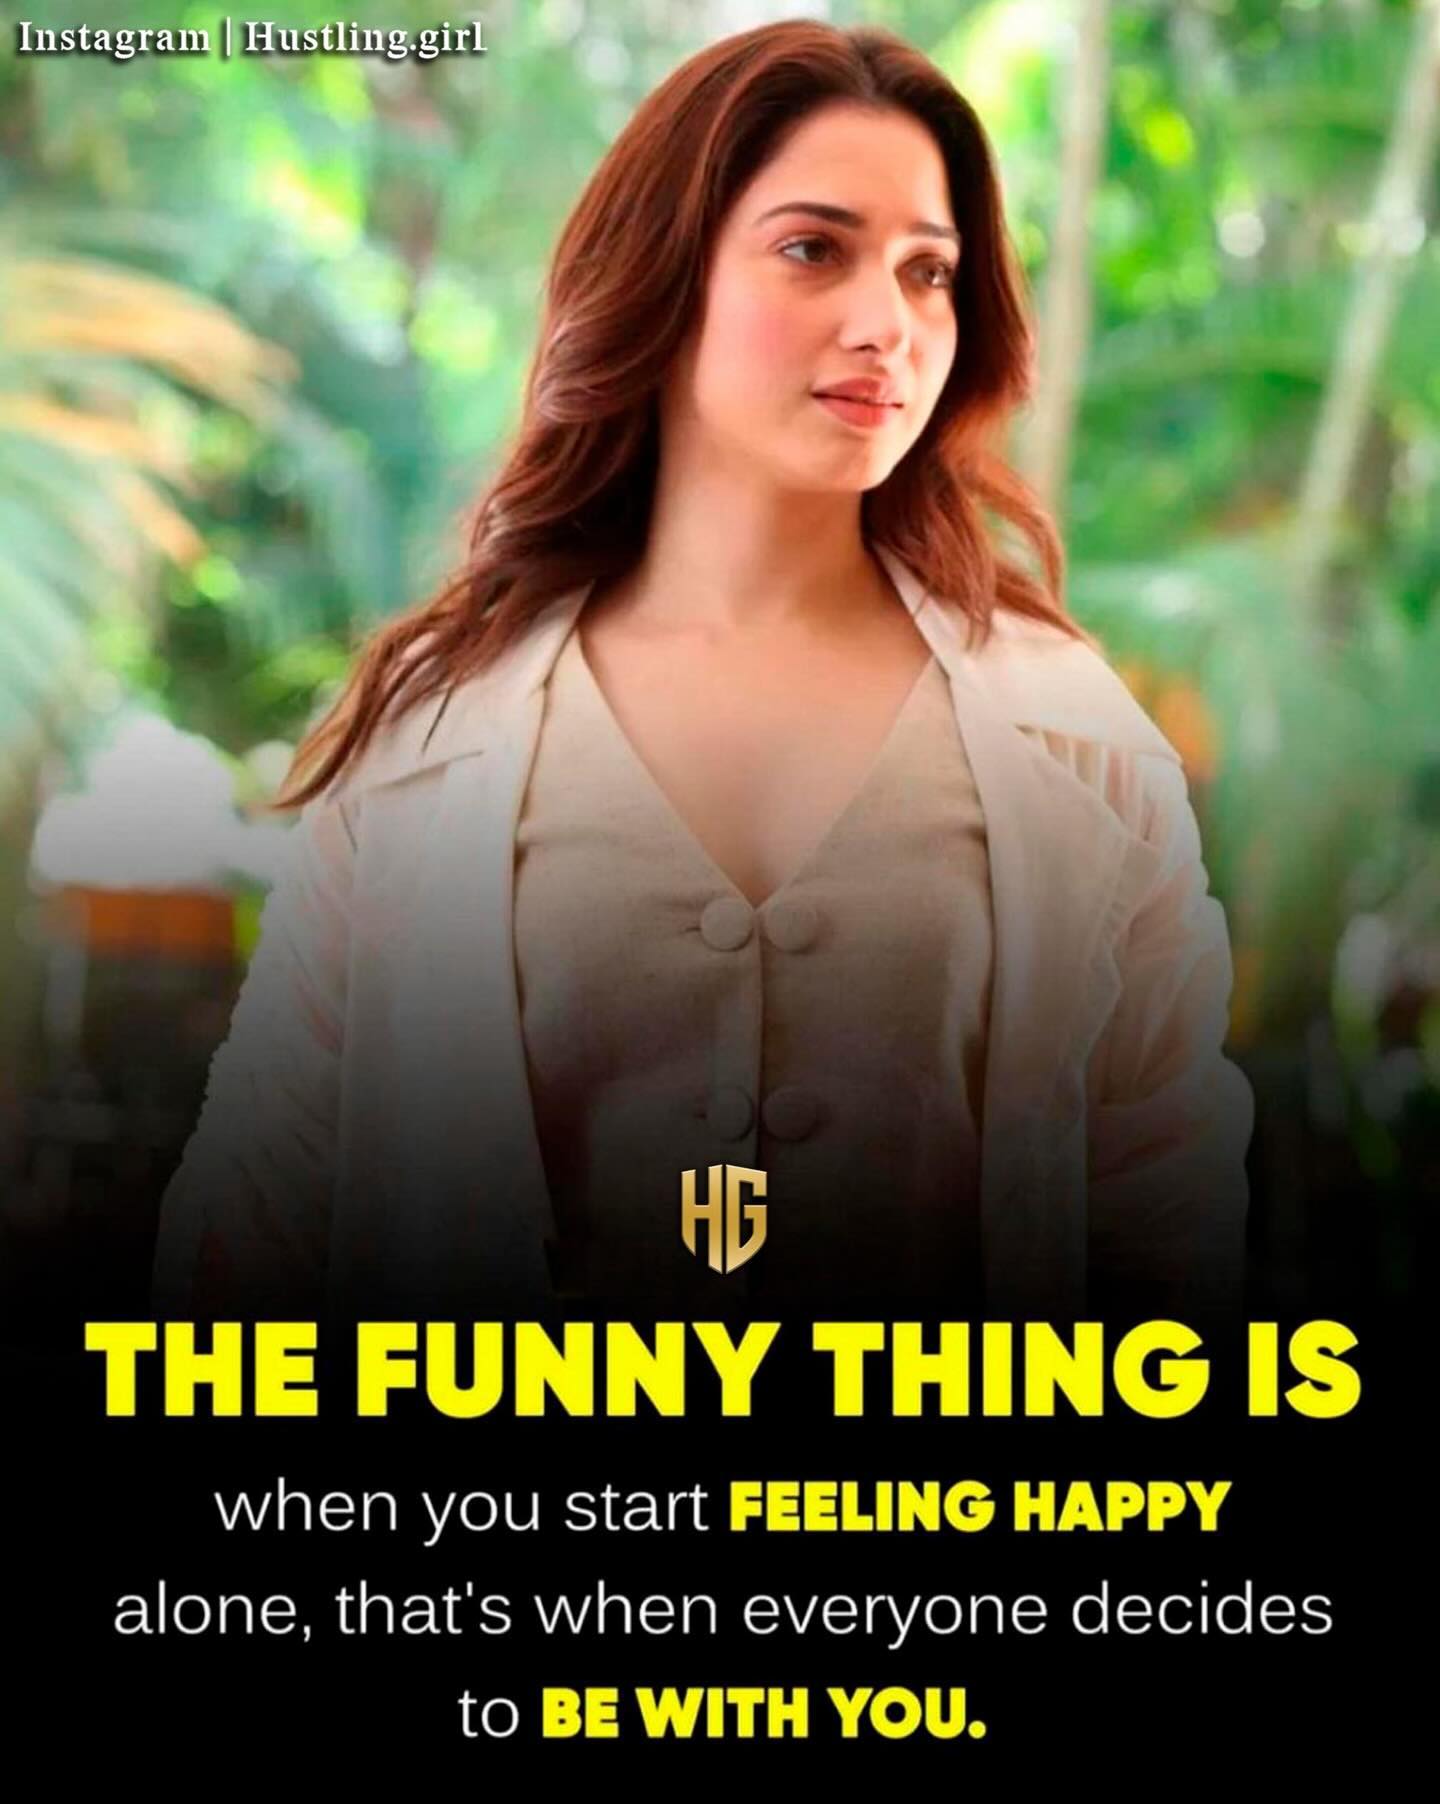 Instagram | Hustling.girl
HG
THE FUNNY THING IS
when you start FEELING HAPPY
alone, that's when everyone decides
to BE WITH YOU.